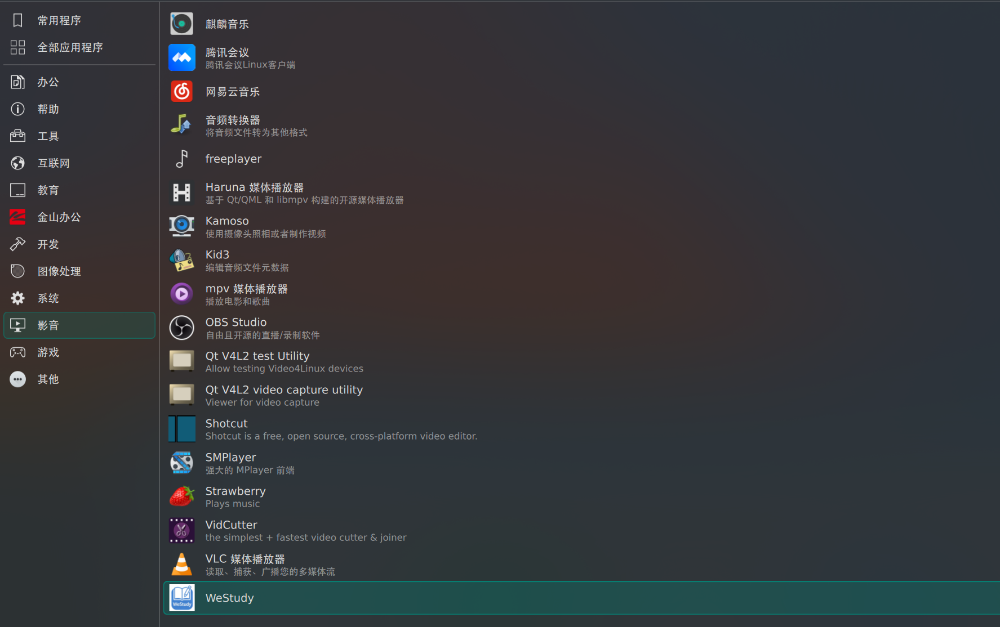 常用程序
全部应用程序
办公
帮助
工具
互联网
教育
金山办公
开发
图像处理
系统
影音
游戏
其他
麒麟音乐
腾讯会议
腾讯会议Linux客户端
网易云音乐
音频转换器
将音频文件转为其他格式
freeplayer
Haruna 媒体播放器
基于 Qt/QML 和 libmpv 构建的开源媒体播放器
Kamoso
使用摄像头照相或者制作视频
Kid3
编辑音频文件元数据
mpv 媒体播放器
播放电影和歌曲
OBS Studio
自由且开源的直播/录制软件
Qt V4L2 test Utility
Allow testing Video4Linux devices
Qt V4L2 video capture utility
Viewer for video capture
Shotcut
Shotcut is a free, open source, cross-platform video editor.
SMPlayer
强大的 MPlayer 前端
Strawberry
Plays music
VidCutter
the simplest + fastest video cutter & joiner
VLC 媒体播放器
读取、捕获、广播您的多媒体流
WeStudy
WeStudy